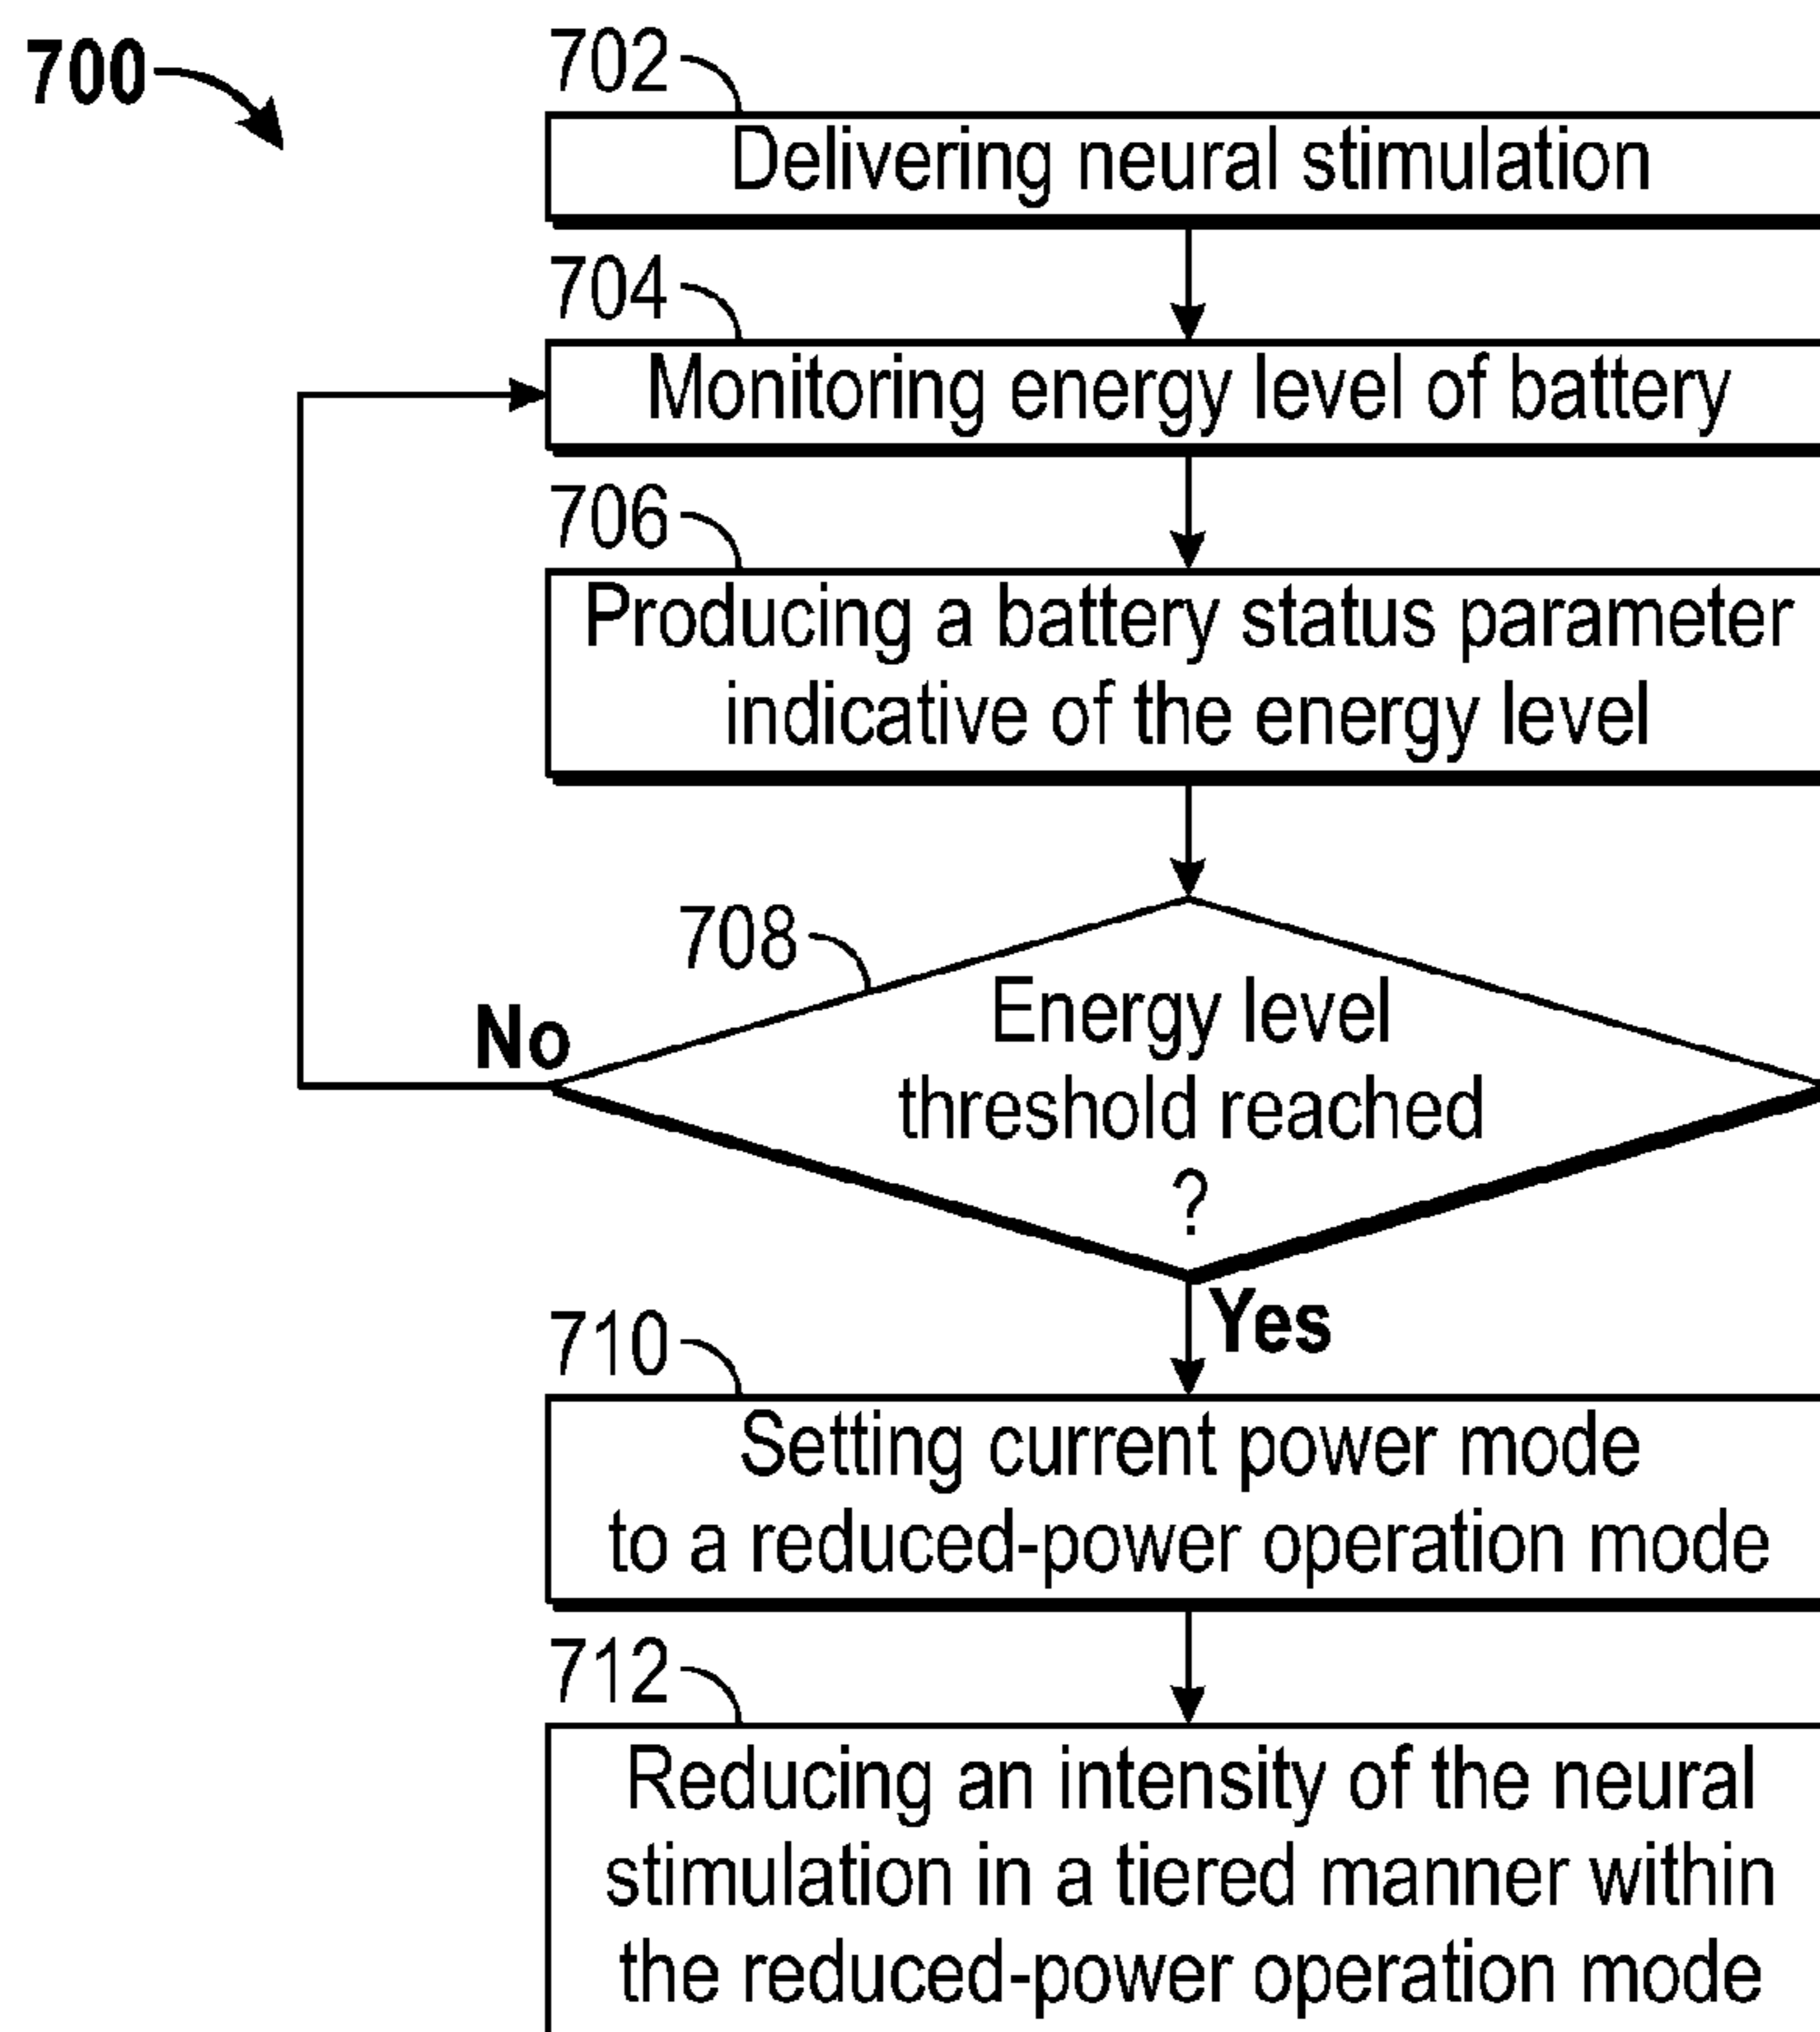 700
702
Delivering neural stimulation
704
Monitoring energy level of battery
706
Producing a battery status parameter
indicative of the energy level
708
Energy level
threshold reached
?
No
Yes
710
Setting current power mode
to a reduced-power operation mode
712
Reducing an intensity of the neural
stimulation in a tiered manner within
the reduced-power operation mode